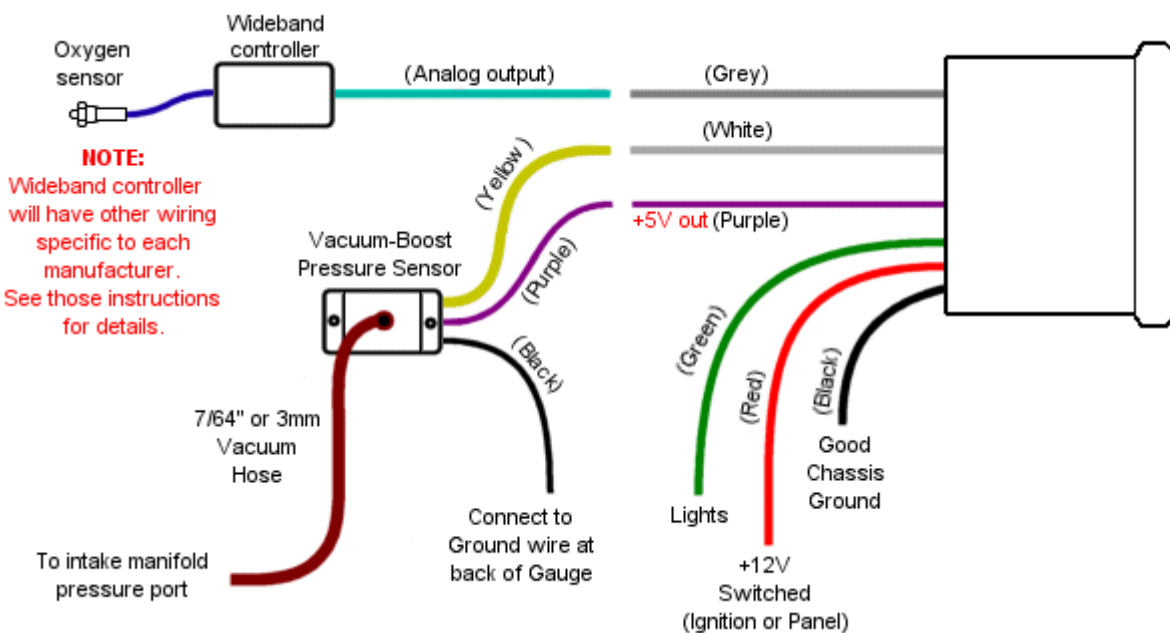 Oxygen
sensor
Wideband
controller
(Analog output)
(Grey)
(White)
(Yellow)
+5V out (Purple)
NOTE:
Wideband controller
will have other wiring
specific to each
manufacturer.
See those instructions
for details.
Vacuum-Boost
Pressure Sensor
(Purple)
(Black)
7/64" or 3mm
Vacuum
Hose
To intake manifold
pressure port
Connect to
Ground wire at
back of Gauge
(Green)
(Red)
(Black)
Lights
+12V
Switched
(Ignition or Panel)
Good
Chassis
Ground